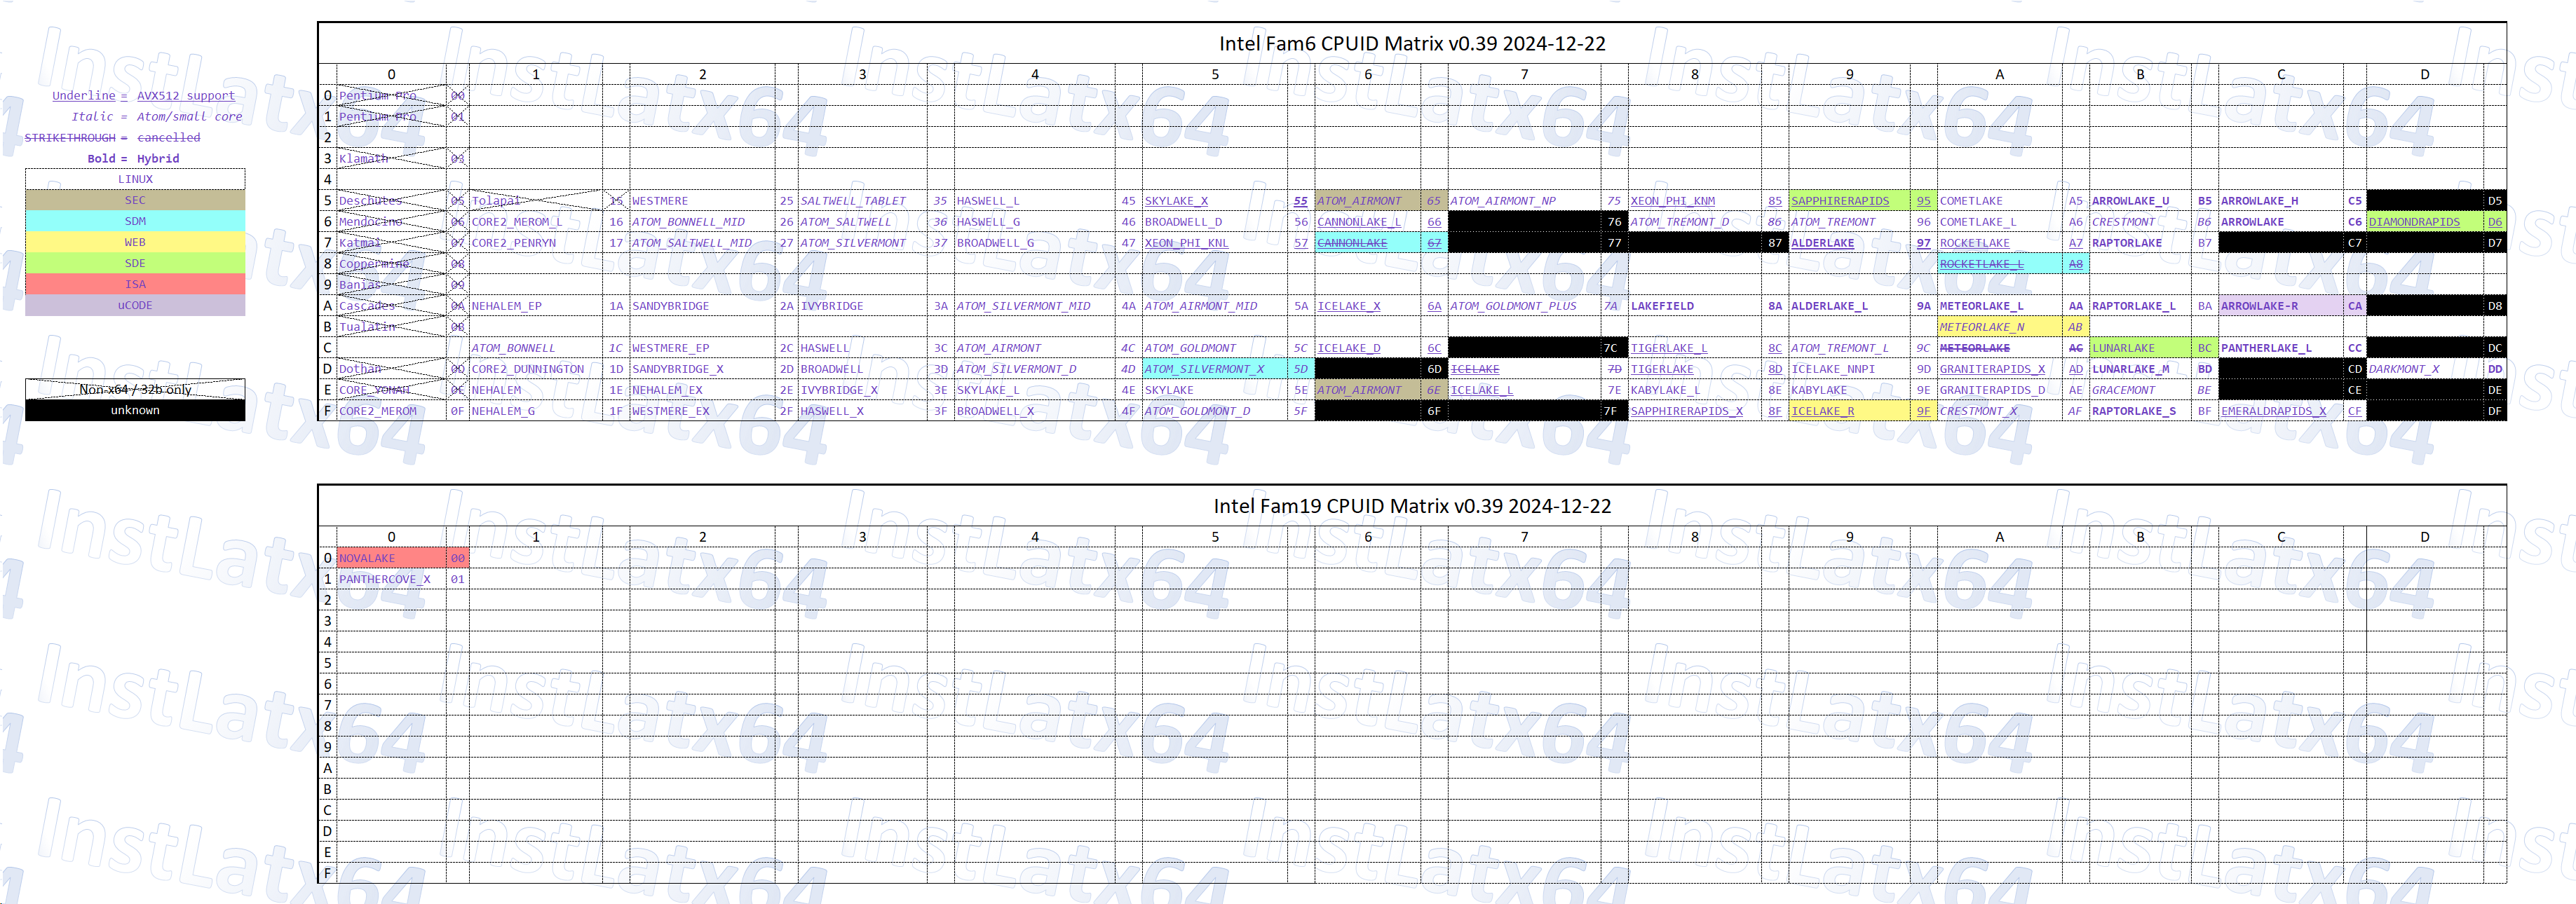 Intel Fam6 CPUID Matrix v0.39 2024-12-22
0 1 2 3 4 5 6 7 8 9 A B C D
Underline = AVX512 support
Italic = Atom/small core
STRIKETHROUGH = cancelled
Bold = Hybrid
LINUX
SEC
SDM
WEB
SDE
ISA
uCODE
Non-x64 / 32b only
unknown
0 Pentium Pro 00
1 Pentium Pro 01
2
3 Klamath 03
4
5 Deschutes 05 Tolapai 15 WESTMERE 25 SALTWELL_TABLET 35 HASWELL_L 45 SKYLAKE_X 55 ATOM_AIRMONT 65 ATOM_AIRMONT_NP 75 XEON_PHI_KNM 85 SAPPHIRERAPIDS 95 COMETLAKE A5 ARROWLAKE_U B5 ARROWLAKE_H C5 D5
6 Mendocino 06 CORE2_MEROM_L 16 ATOM_BONNELL_MID 26 ATOM_SALTWELL 36 HASWELL_G 46 BROADWELL_D 56 CANNONLAKE_L 66 76 ATOM_TREMONT_D 86 ATOM_TREMONT 96 COMETLAKE_L A6 CRESTMONT B6 ARROWLAKE C6 DIAMONDRAPIDS D6
7 Katmai 07 CORE2_PENRYN 17 ATOM_SALTWELL_MID 27 ATOM_SILVERMONT 37 BROADWELL_G 47 XEON_PHI_KNL 57 CANNONLAKE 67 77 87 ALDERLAKE 97 ROCKETLAKE A7 RAPTORLAKE B7 C7 D7
8 Coppermine 08 ROCKETLAKE_L A8
9 Banias 09
A Cascades 0A NEHALEM_EP 1A SANDYBRIDGE 2A IVYBRIDGE 3A ATOM_SILVERMONT_MID 4A ATOM_AIRMONT_MID 5A ICELAKE_X 6A ATOM_GOLDMONT_PLUS 7A LAKEFIELD 8A ALDERLAKE_L 9A METEORLAKE_L AA RAPTORLAKE_L BA ARROWLAKE-R CA D8
B Tualatin 0B METEORLAKE_N AB
C ATOM_BONNELL 1C WESTMERE_EP 2C HASWELL 3C ATOM_AIRMONT 4C ATOM_GOLDMONT 5C ICELAKE_D 6C 7C TIGERLAKE_L 8C ATOM_TREMONT_L 9C METEORLAKE AC LUNARLAKE BC PANTHERLAKE_L CC DC
D Dothan 0D CORE2_DUNNINGTON 1D SANDYBRIDGE_X 2D BROADWELL 3D ATOM_SILVERMONT_D 4D ATOM_SILVERMONT_X 5D 6D ICELAKE 7D TIGERLAKE 8D ICELAKE_NNPI 9D GRANITERAPIDS_X AD LUNARLAKE_M BD CD DARKMONT_X DD
E CORE_YONAH 0E NEHALEM 1E NEHALEM_EX 2E IVYBRIDGE_X 3E SKYLAKE_L 4E SKYLAKE 5E ATOM_AIRMONT 6E ICELAKE_L 7E KABYLAKE_L 8E KABYLAKE 9E GRANITERAPIDS_D AE GRACEMONT BE CE DE
F CORE2_MEROM 0F NEHALEM_G 1F WESTMERE_EX 2F HASWELL_X 3F BROADWELL_X 4F ATOM_GOLDMONT_D 5F 6F 7F SAPPHIRERAPIDS_X 8F ICELAKE_R 9F CRESTMONT_X AF RAPTORLAKE_S BF EMERALDRAPIDS_X CF DF
Intel Fam19 CPUID Matrix v0.39 2024-12-22
0 1 2 3 4 5 6 7 8 9 A B C D
0 NOVALAKE 00
1 PANTHERCOVE_X 01
2
3
4
5
6
7
8
9
A
B
C
D
E
F
InstLatx64